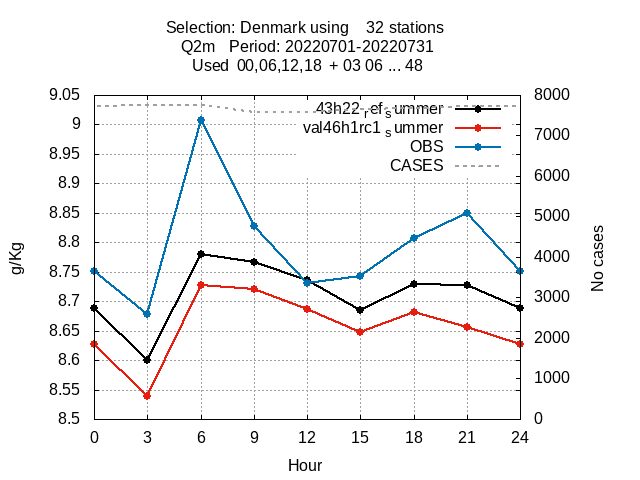 Selection: Denmark using 32 stations
Q2m Period: 20220701-20220731
Used 00,06,12,18 + 03 06 ... 48
43h22_ref_summer
val46h1rc1_summer
OBS
CASES
9.05
9
8.95
8.9
8.85
8.8
8.75
8.7
8.65
8.6
8.55
8.5
g/Kg
8000
7000
6000
5000
4000
3000
2000
1000
0
No cases
0 3 6 9 12 15 18 21 24
Hour